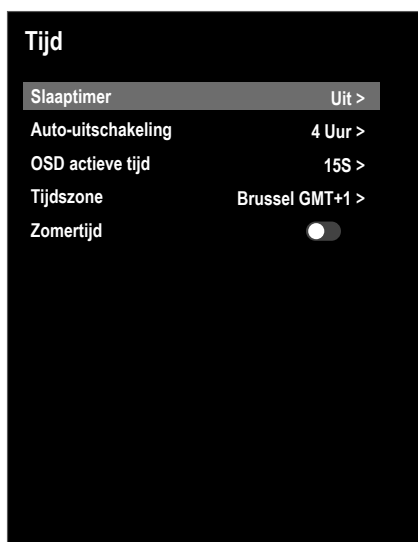 Tijd
Slaaptimer Uit >
Auto-uitschakeling 4 Uur >
OSD actieve tijd 15S >
Tijdszone Brussel GMT+1 >
Zomertijd